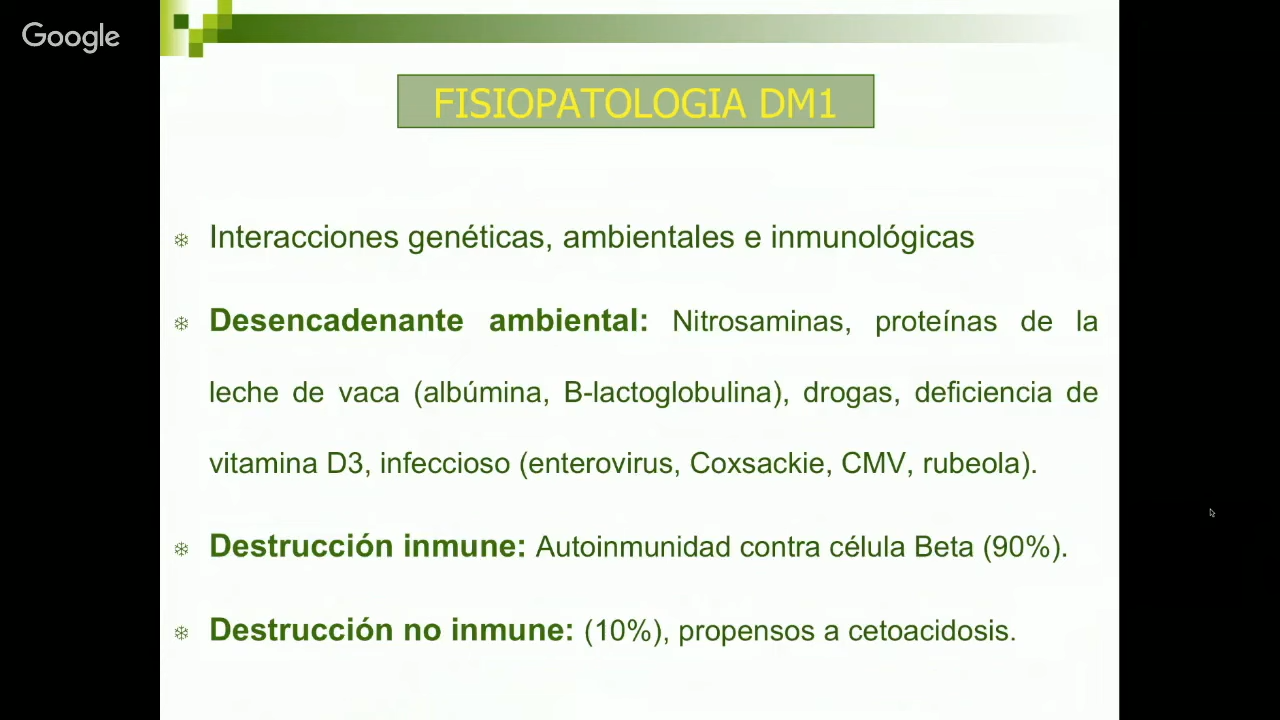 Google
FISIOPATOLOGIA DM1
Interacciones genéticas, ambientales e inmunológicas
Desencadenante ambiental: Nitrosaminas, proteínas de la
leche de vaca (albúmina, B-lactoglobulina), drogas, deficiencia de
vitamina D3, infeccioso (enterovirus, Coxsackie, CMV, rubeola).
Destrucción inmune: Autoinmunidad contra célula Beta (90%).
Destrucción no inmune: (10%), propensos a cetoacidosis.